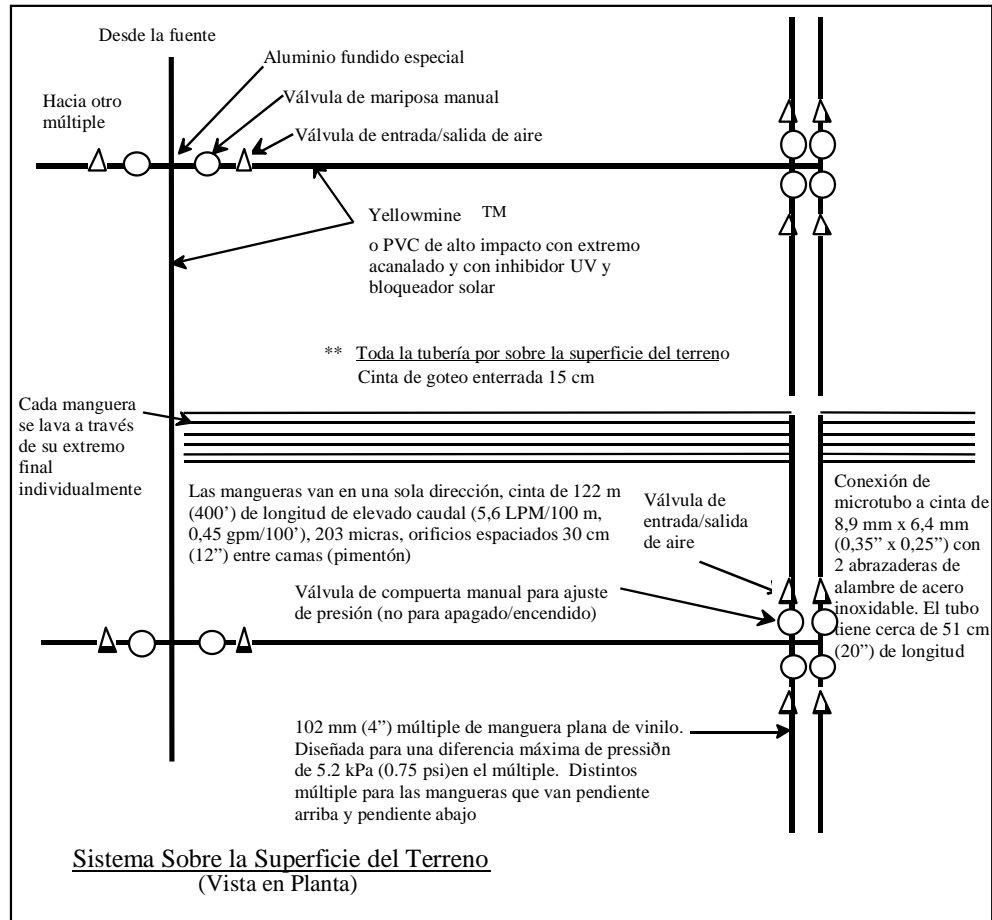 Desde la fuente
Aluminio fundido especial
Hacia otro
múltiple
Válvula de mariposa manual
Válvula de entrada/salida de aire
Yellowmine TM
o PVC de alto impacto con extremo
acanalado y con inhibidor UV y
bloqueador solar
** Toda la tubería por sobre la superficie del terreno
Cinta de goteo enterrada 15 cm
Cada manguera
se lava a través
de su extremo
final
individualmente
Las mangueras van en una sola dirección, cinta de 122 m
(400’) de longitud de elevado caudal (5,6 LPM/100 m,
0,45 gpm/100’), 203 micras, orificios espaciados 30 cm
(12”) entre camas (pimentón)
Válvula de
entrada/salida
de aire
Conexión de
microtubo a cinta de
8,9 mm x 6,4 mm
(0,35” x 0,25”) con
2 abrazaderas de
alambre de acero
inoxidable. El tubo
tiene cerca de 51 cm
(20”) de longitud
Válvula de compuerta manual para ajuste
de presión (no para apagado/encendido)
102 mm (4”) múltiple de manguera plana de vinilo.
Diseñada para una diferencia máxima de pressiðn
de 5.2 kPa (0.75 psi)en el múltiple. Distintos
múltiple para las mangueras que van pendiente
arriba y pendiente abajo
Sistema Sobre la Superficie del Terreno
(Vista en Planta)